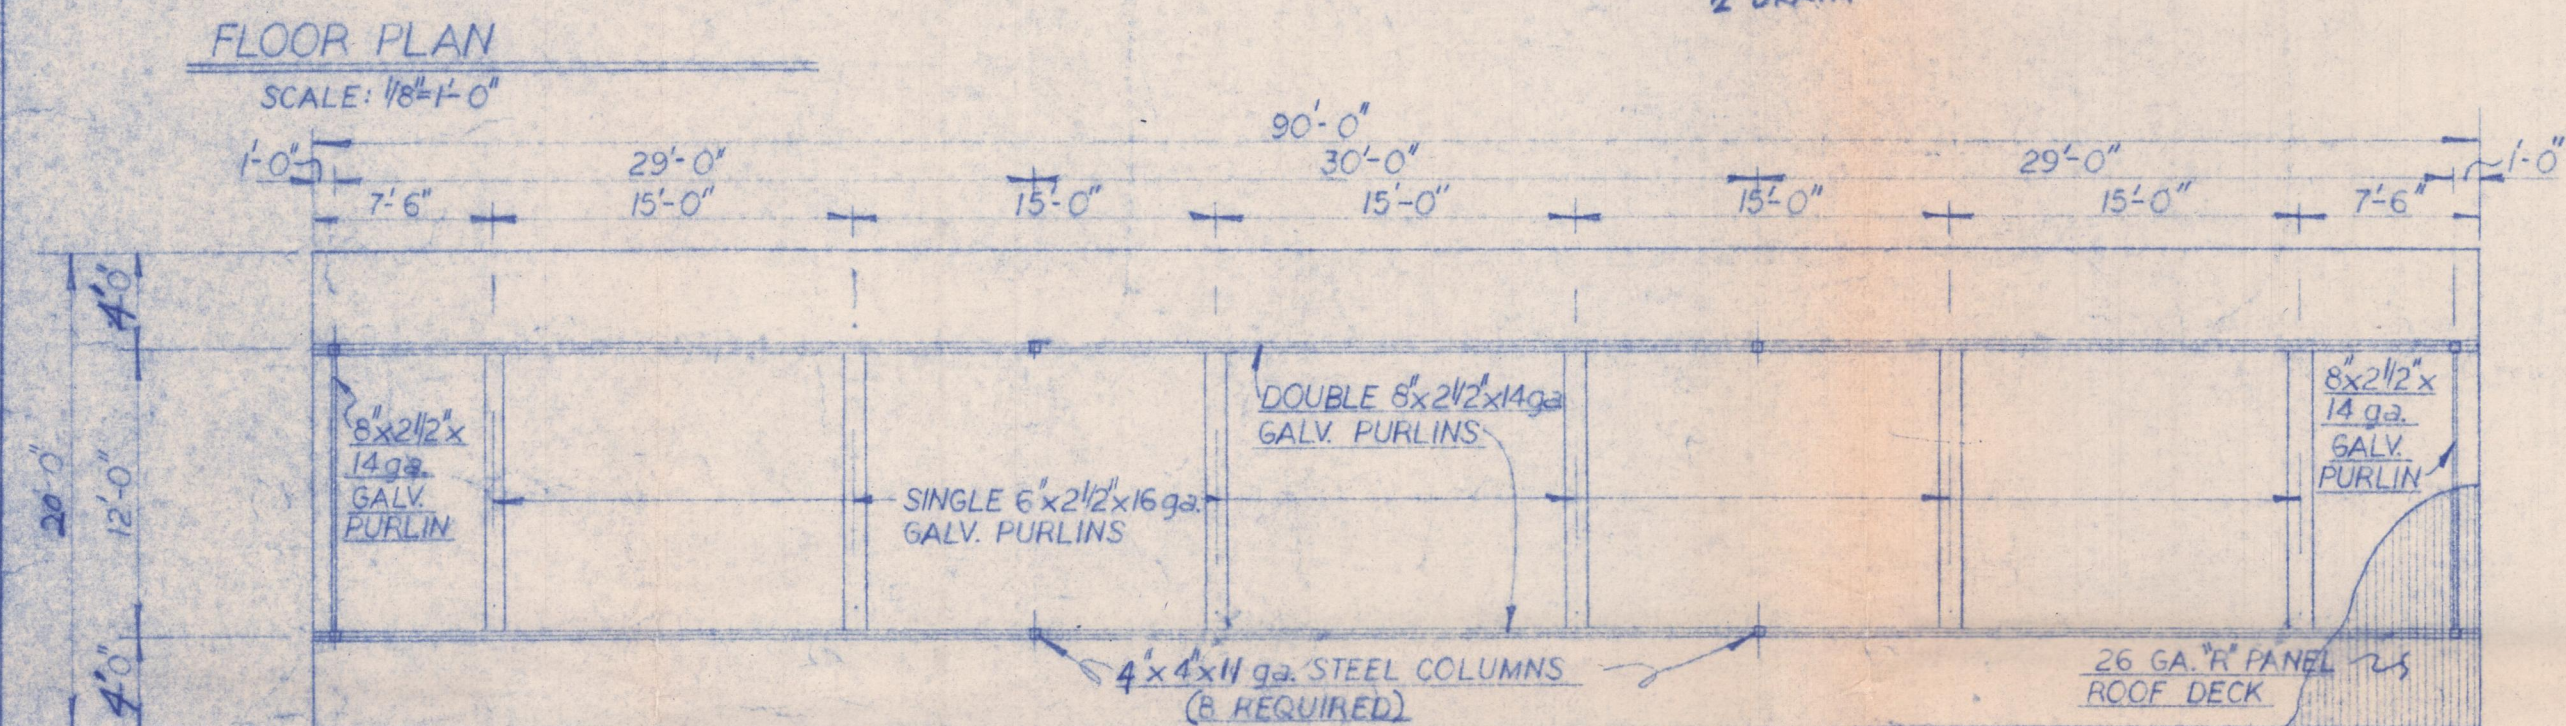 2" DRAIN
FLOOR PLAN
SCALE: 1/8"=1'-0"
90'-0"
1'-0"
29'-0"
30'-0"
29'-0"
1'-0"
7'-6"
15'-0"
15'-0"
15'-0"
15'-0"
15'-0"
7'-6"
4'-0"
20'-0"
12'-0"
4'-0"
8"x2 1/2"x
14 ga.
GALV.
PURLIN
SINGLE 6"x2 1/2"x16 ga.
GALV. PURLINS
DOUBLE 8"x2 1/2"x14 ga
GALV. PURLINS
8"x2 1/2"x
14 ga.
GALV.
PURLIN
4"x4"x11 ga. STEEL COLUMNS
(8 REQUIRED)
26 GA. "R" PANEL
ROOF DECK